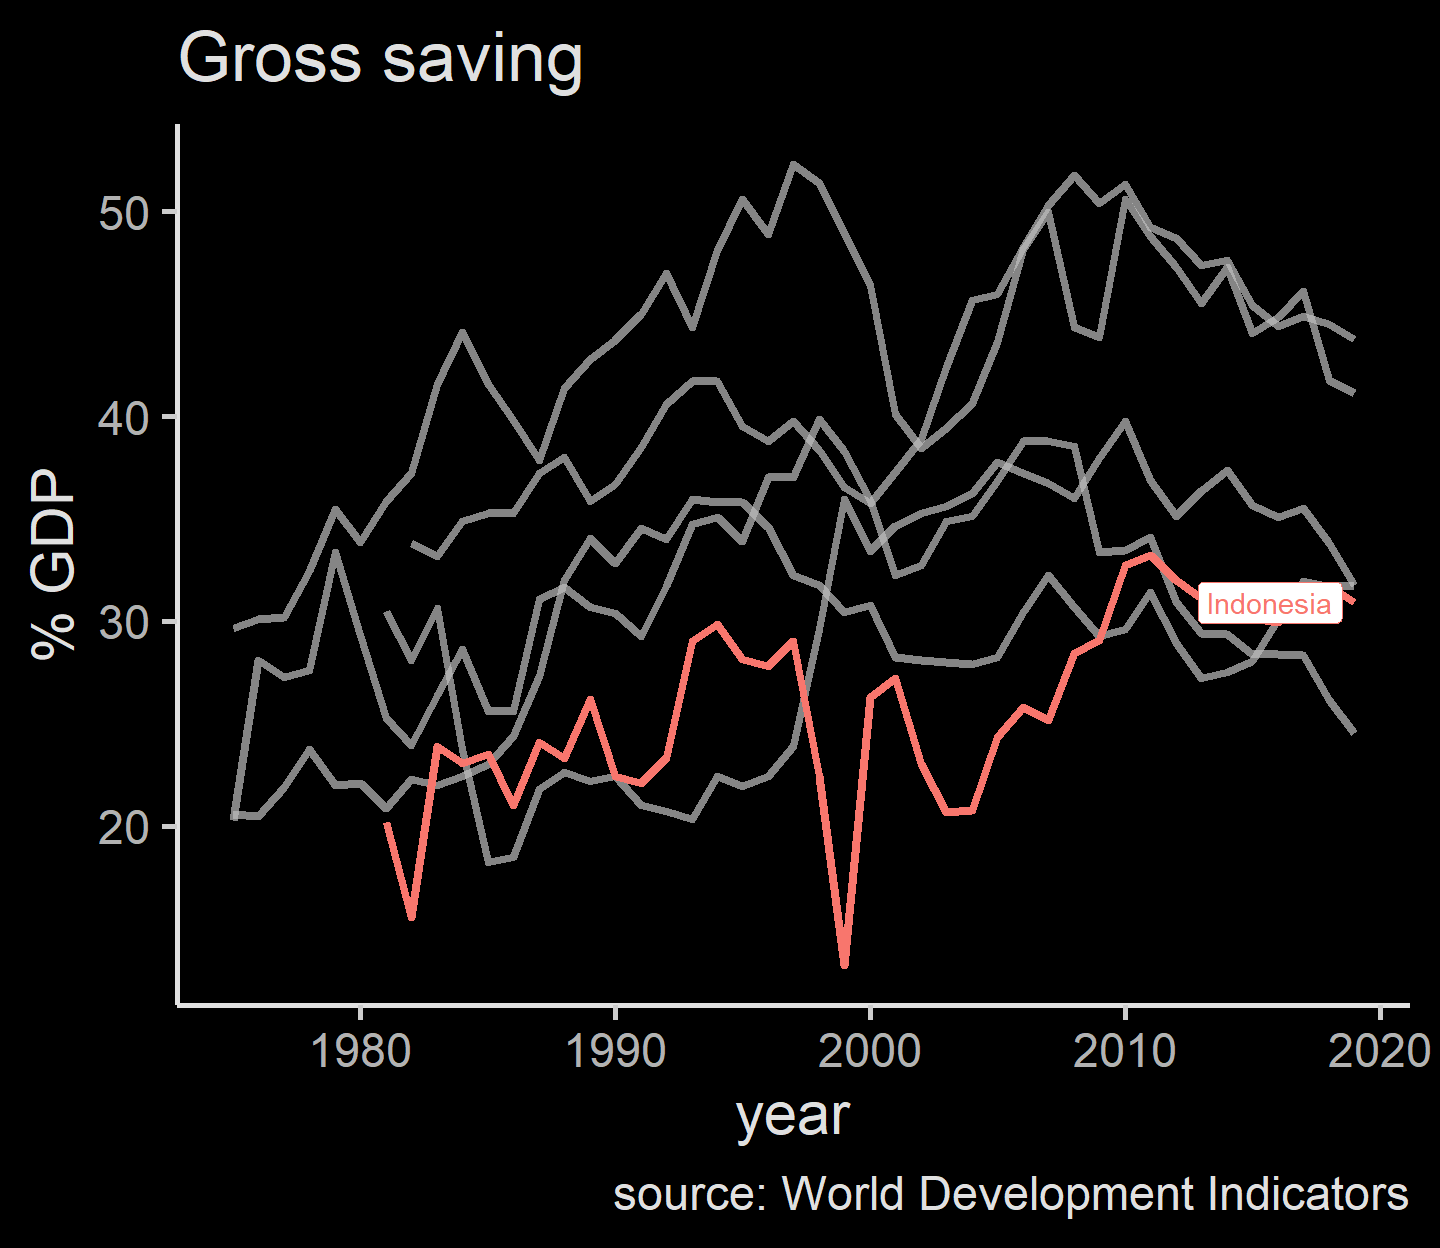 Gross saving
% GDP
50
40
30
20
Indonesia
1980 1990 2000 2010 2020
year
source: World Development Indicators